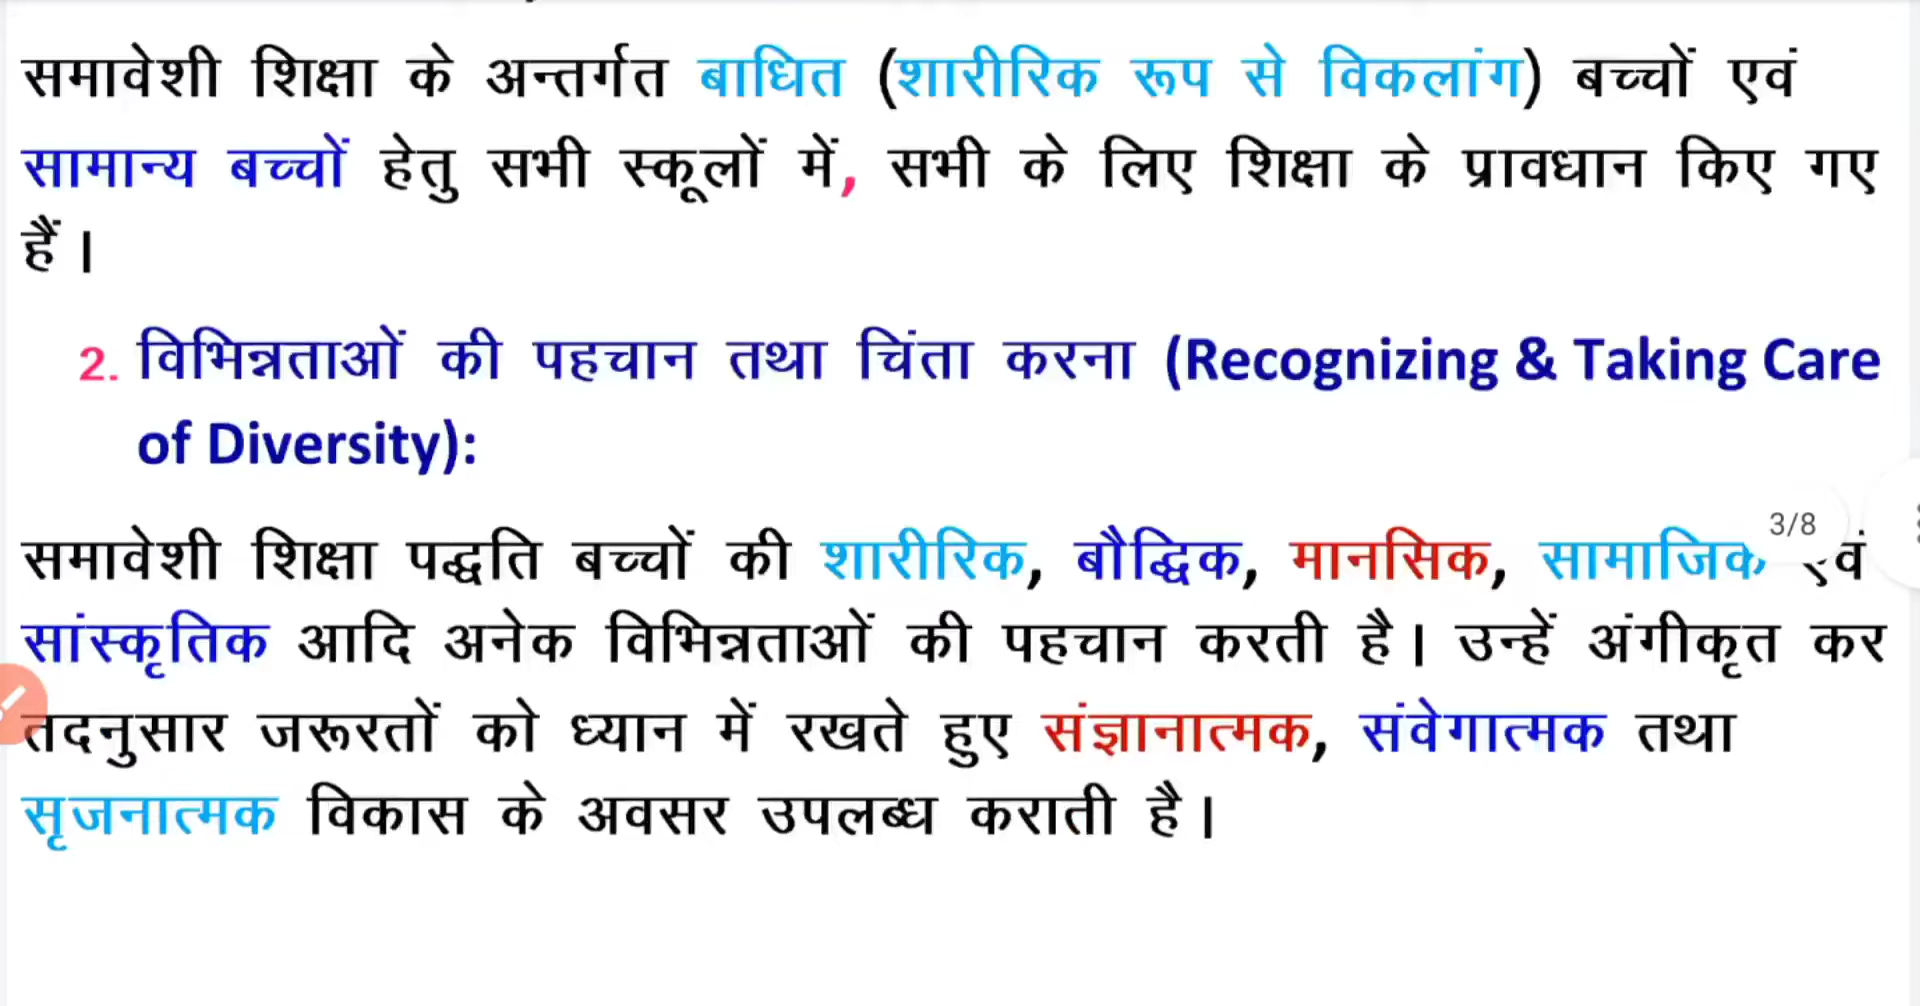 समावेशी शिक्षा के अन्तर्गत बाधित (शारीरिक रूप से विकलांग) बच्चों एवं
सामान्य बच्चों हेतु सभी स्कूलों में, सभी के लिए शिक्षा के प्रावधान किए गए
हैं।
2. विभिन्नताओं की पहचान तथा चिंता करना (Recognizing & Taking Care
of Diversity):
3/8
समावेशी शिक्षा पद्धति बच्चों की शारीरिक, बौद्धिक, मानसिक, सामाजिक एवं
सांस्कृतिक आदि अनेक विभिन्नताओं की पहचान करती है। उन्हें अंगीकृत कर
तदनुसार जरूरतों को ध्यान में रखते हुए संज्ञानात्मक, संवेगात्मक तथा
सृजनात्मक विकास के अवसर उपलब्ध कराती है।